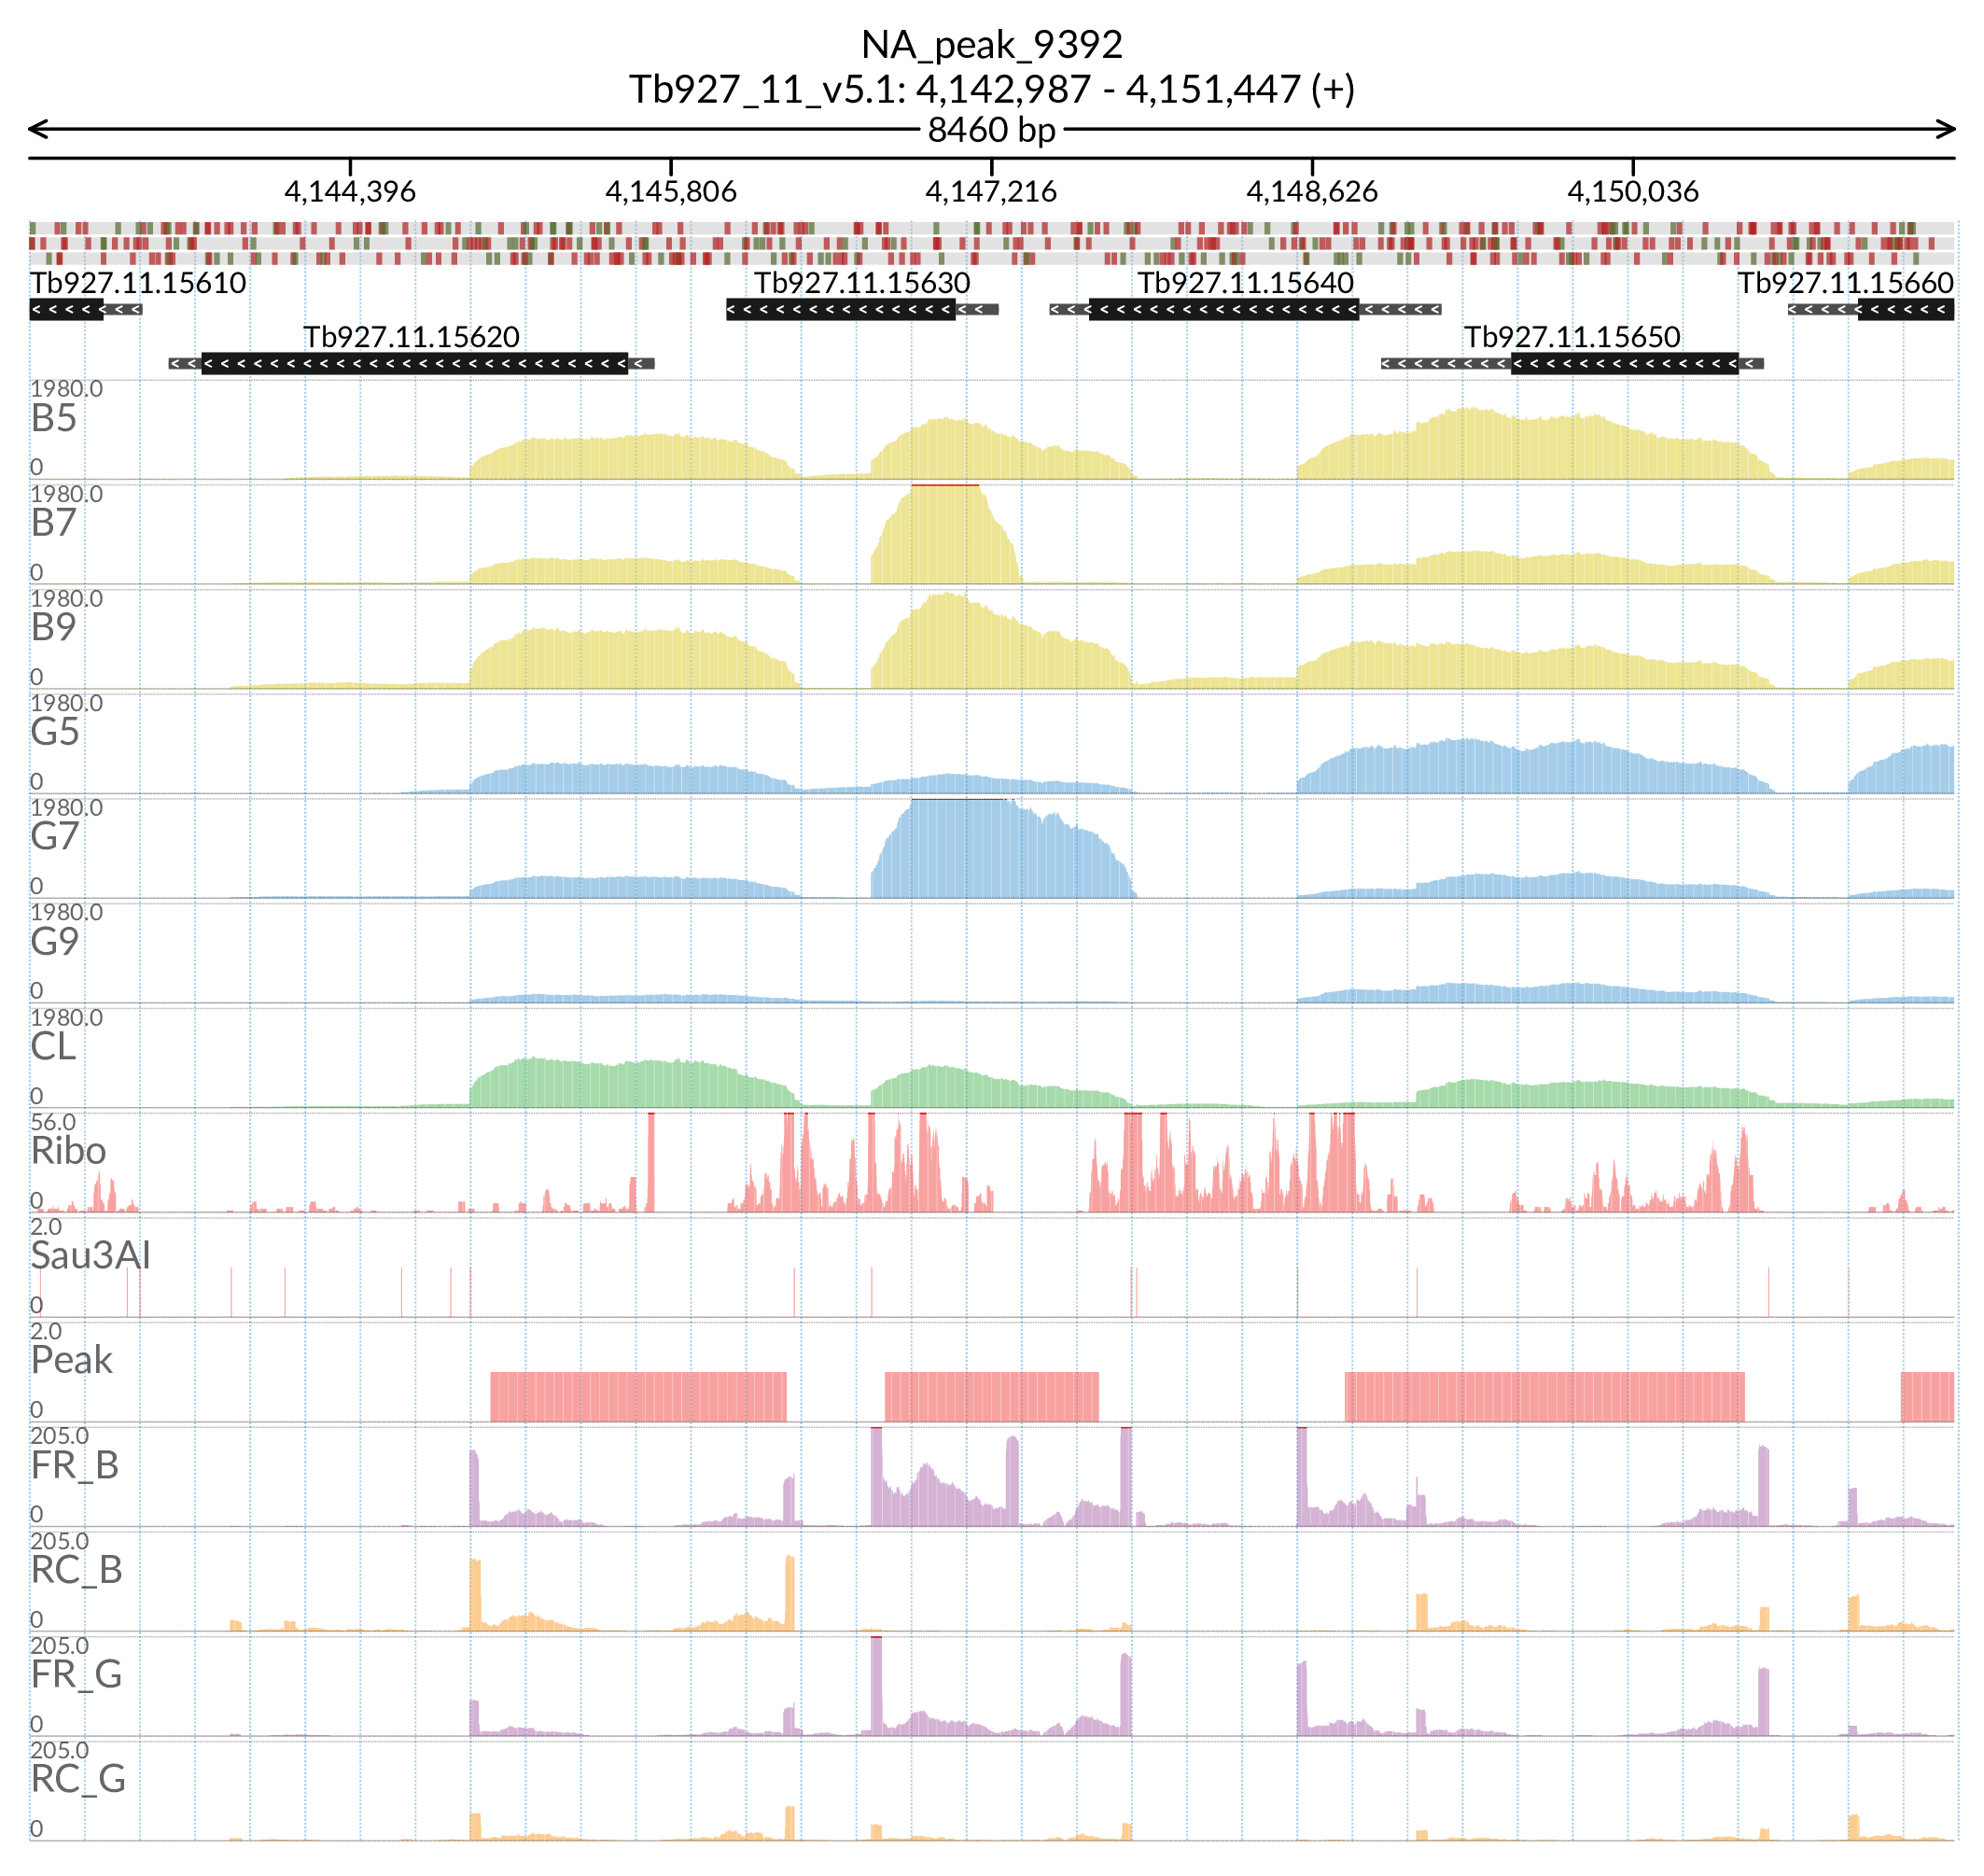 NA_peak_9392
Tb927_11_v5.1: 4,142,987 - 4,151,447 (+)
8460 bp
4,144,396 4,145,806 4,147,216 4,148,626 4,150,036
Tb927.11.15610 Tb927.11.15630 Tb927.11.15640 Tb927.11.15660
Tb927.11.15620 Tb927.11.15650
1980.0
B5
0
1980.0
B7
0
1980.0
B9
0
1980.0
G5
0
1980.0
G7
0
1980.0
G9
0
1980.0
CL
0
56.0
Ribo
0
2.0
Sau3AI
0
2.0
Peak
0
205.0
FR_B
0
205.0
RC_B
0
205.0
FR_G
0
205.0
RC_G
0